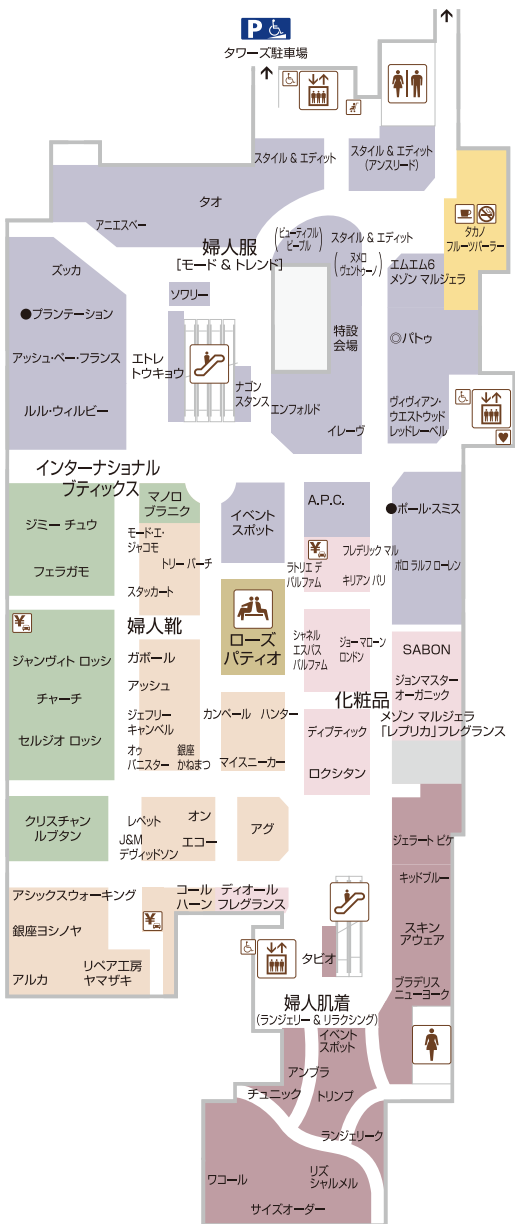 P
タワーズ駐車場
スタイル & エディット
スタイル & エディット
(アンスリード)
タオ
アニエスベー
婦人服
[モード & トレンド]
(ビューティフル
ピープル)
スタイル & エディット
(ヌメロ
ヴェントゥーノ)
タカノ
フルーツパーラー
エムエム6
メゾン マルジェラ
ズッカ
●プランテーション
アッシュ・ペー・フランス
ルル・ウィルビー
ソワリー
エトレ
トウキョウ
ナゴン
スタンス
特設
会場
エンフォルド
イレーヴ
◎パトゥ
ヴィヴィアン・
ウエストウッド
レッドレーベル
インターナショナル
ブティックス
マノロ
ブラニク
イベント
スポット
A.P.C.
●ポール・スミス
ジミー チュウ
フェラガモ
モード・エ・
ジャコモ
トリー バーチ
スタッカート
¥
フレデリック マル
ラトリエ デ
パルファム
キリアン パリ
ポロ ラルフ ローレン
¥
婦人靴
ローズ
パティオ
ジャンヴィト ロッシ
チャーチ
セルジオ ロッシ
ガボール
アッシュ
ジェフリー
キャンベル
オゥ
バニスター
銀座
かねまつ
カンペール
ハンター
マイスニーカー
シャネル
エスパス
パルファム
ジョー マローン
ロンドン
SABON
ジョンマスター
オーガニック
化粧品
メゾン マルジェラ
「レプリカ」フレグランス
ディプティック
ロクシタン
クリスチャン
ルブタン
レペット
オン
J&M
デヴィッドソン
エコー
アグ
ジェラート ピケ
キッドブルー
アシックスウォーキング
銀座ヨシノヤ
アルカ
リペア工房
ヤマザキ
¥
コール
ハーン
ディオール
フレグランス
タビオ
スキン
アウェア
ブラデリス
ニューヨーク
婦人肌着
(ランジェリー & リラクシング)
イベント
スポット
アンブラ
チュニック
トリンプ
ランジェリーク
ワコール
リズ
シャルメル
サイズオーダー